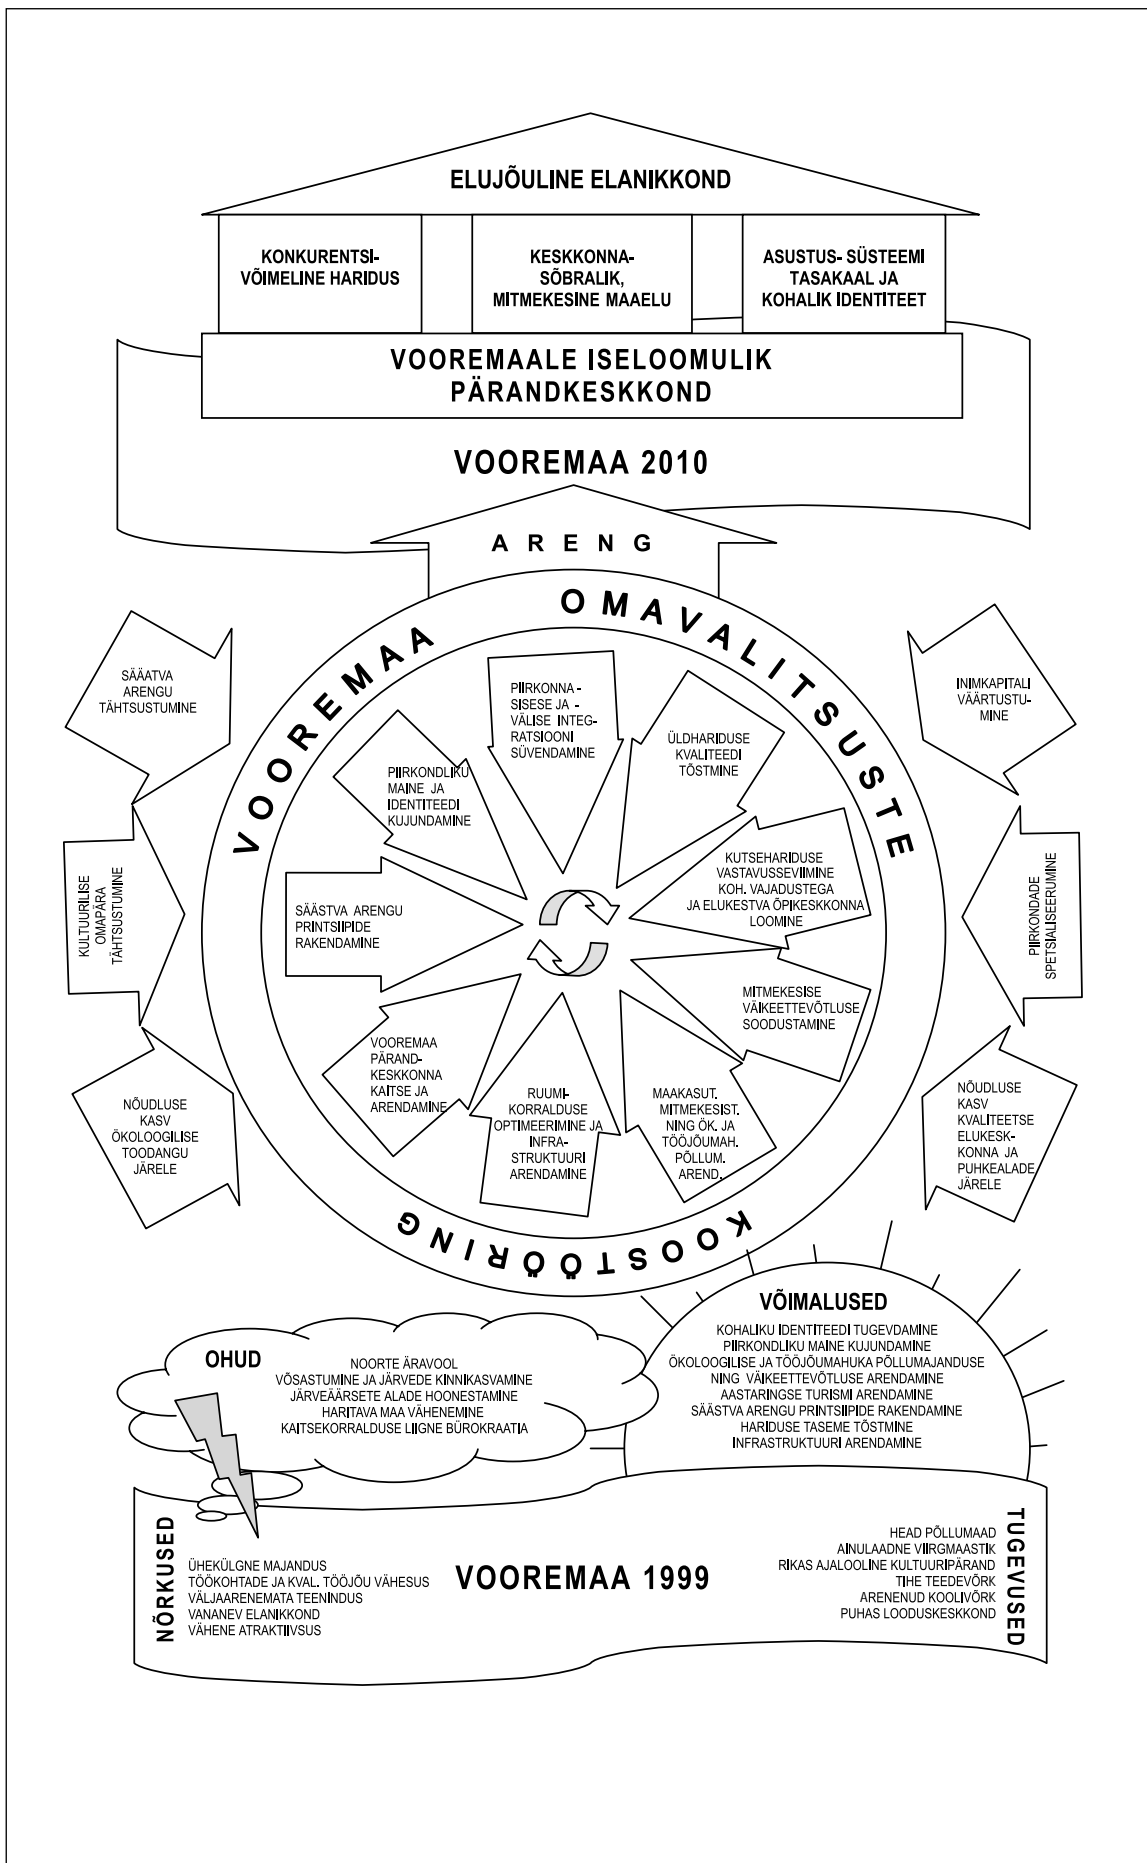 ELUJÕULINE ELANIKKOND
KONKURENTSI-
VÕIMELINE HARIDUS
KESKKONNA-
SÕBRALIK,
MITMEKESINE MAAELU
ASUSTUS- SÜSTEEMI
TASAKAAL JA
KOHALIK IDENTITEET
VOOREMAALE ISELOOMULIK
PÄRANDKESKKOND
VOOREMAA 2010
ARENG
VOOREMAA OMAVALITSUSTE
KOOSTÖÖRING
SÄÄATVA
ARENGU
TÄHTSUSTUMINE
KULTUURILISE
OMAPÄRA
TÄHTSUSTUMINE
NÕUDLUSE
KASV
ÖKOLOOGILISE
TOODANGU
JÄRELE
PIIRKONNA -
SISESE JA -
VÄLISE INTEG-
RATSIOONI
SÜVENDAMINE
ÜLDHARIDUSE
KVALITEEDI
TÕSTMINE
KUTSEHARIDUSE
VASTAVUSSEVIIMINE
KOH. VAJADUSTEGA
JA ELUKESTVA ÕPIKESKKONNA
LOOMINE
MITMEKESISE
VÄIKEETTEVÕTLUSE
SOODUSTAMINE
MAAKASUT.
MITMEKESIST.
NING ÖK. JA
TÖÖJÕUMAH.
PÕLLUM.
AREND.
RUUMI-
KORRALDUSE
OPTIMEERIMINE JA
INFRA-
STRUKTUURI
ARENDAMINE
VOOREMAA
PÄRAND-
KESKKONNA
KAITSE JA
ARENDAMINE
SÄÄSTVA ARENGU
PRINTSIIPIDE
RAKENDAMINE
PIIRKONDLIKU
MAINE JA
IDENTITEEDI
KUJUNDAMINE
INIMKAPITALI
VÄÄRTUSTU-
MINE
PIIRKONDADE
SPETSIALISEERUMINE
NÕUDLUSE
KASV
KVALITEETSE
ELUKESK-
KONNA JA
PUHKEALADE
JÄRELE
OHUD
NOORTE ÄRAVOOL
VÕSASTUMINE JA JÄRVEDE KINNIKASVAMINE
JÄRVEÄÄRSETE ALADE HOONESTAMINE
HARITAVA MAA VÄHENEMINE
KAITSEKORRALDUSE LIIGNE BÜROKRAATIA
VÕIMALUSED
KOHALIKU IDENTITEEDI TUGEVDAMINE
PIIRKONDLIKU MAINE KUJUNDAMINE
ÖKOLOOGILISE JA TÖÖJÕUMAHUKA PÕLLUMAJANDUSE
NING VÄIKEETTEVÕTLUSE ARENDAMINE
AASTARINGSE TURISMI ARENDAMINE
SÄÄSTVA ARENGU PRINTSIIPIDE RAKENDAMINE
HARIDUSE TASEME TÕSTMINE
INFRASTRUKTUURI ARENDAMINE
NÕRKUSED
ÜHEKÜLGNE MAJANDUS
TÖÖKOHTADE JA KVAL. TÖÖJÕU VÄHESUS
VÄLJAARENEMATA TEENINDUS
VANANEV ELANIKKOND
VÄHENE ATRAKTIIVSUS
VOOREMAA 1999
HEAD PÕLLUMAAD
AINULAADNE VIIRGMAASTIK
RIKAS AJALOOLINE KULTUURIPÄRAND
TIHE TEEDEVÕRK
ARENENUD KOOLIVÕRK
PUHAS LOODUSKESKKOND
TUGEVUSED